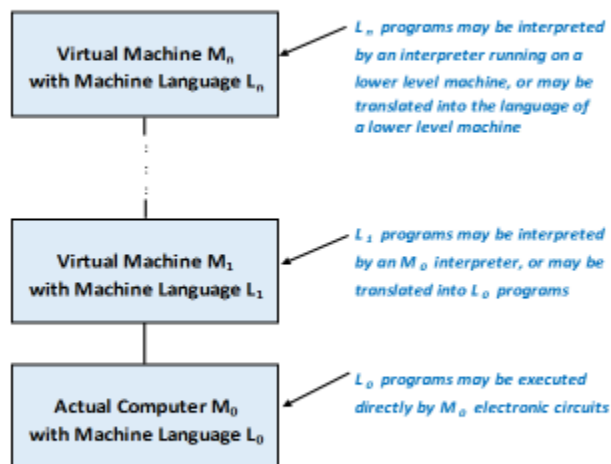 Virtual Machine Mn
with Machine Language Ln
Ln programs may be interpreted
by an interpreter running on a
lower level machine, or may be
translated into the language of
a lower level machine
Virtual Machine M1
with Machine Language L1
L1 programs may be interpreted
by an M0 interpreter, or may be
translated into L0 programs
Actual Computer M0
with Machine Language L0
L0 programs may be executed
directly by M0 electronic circuits